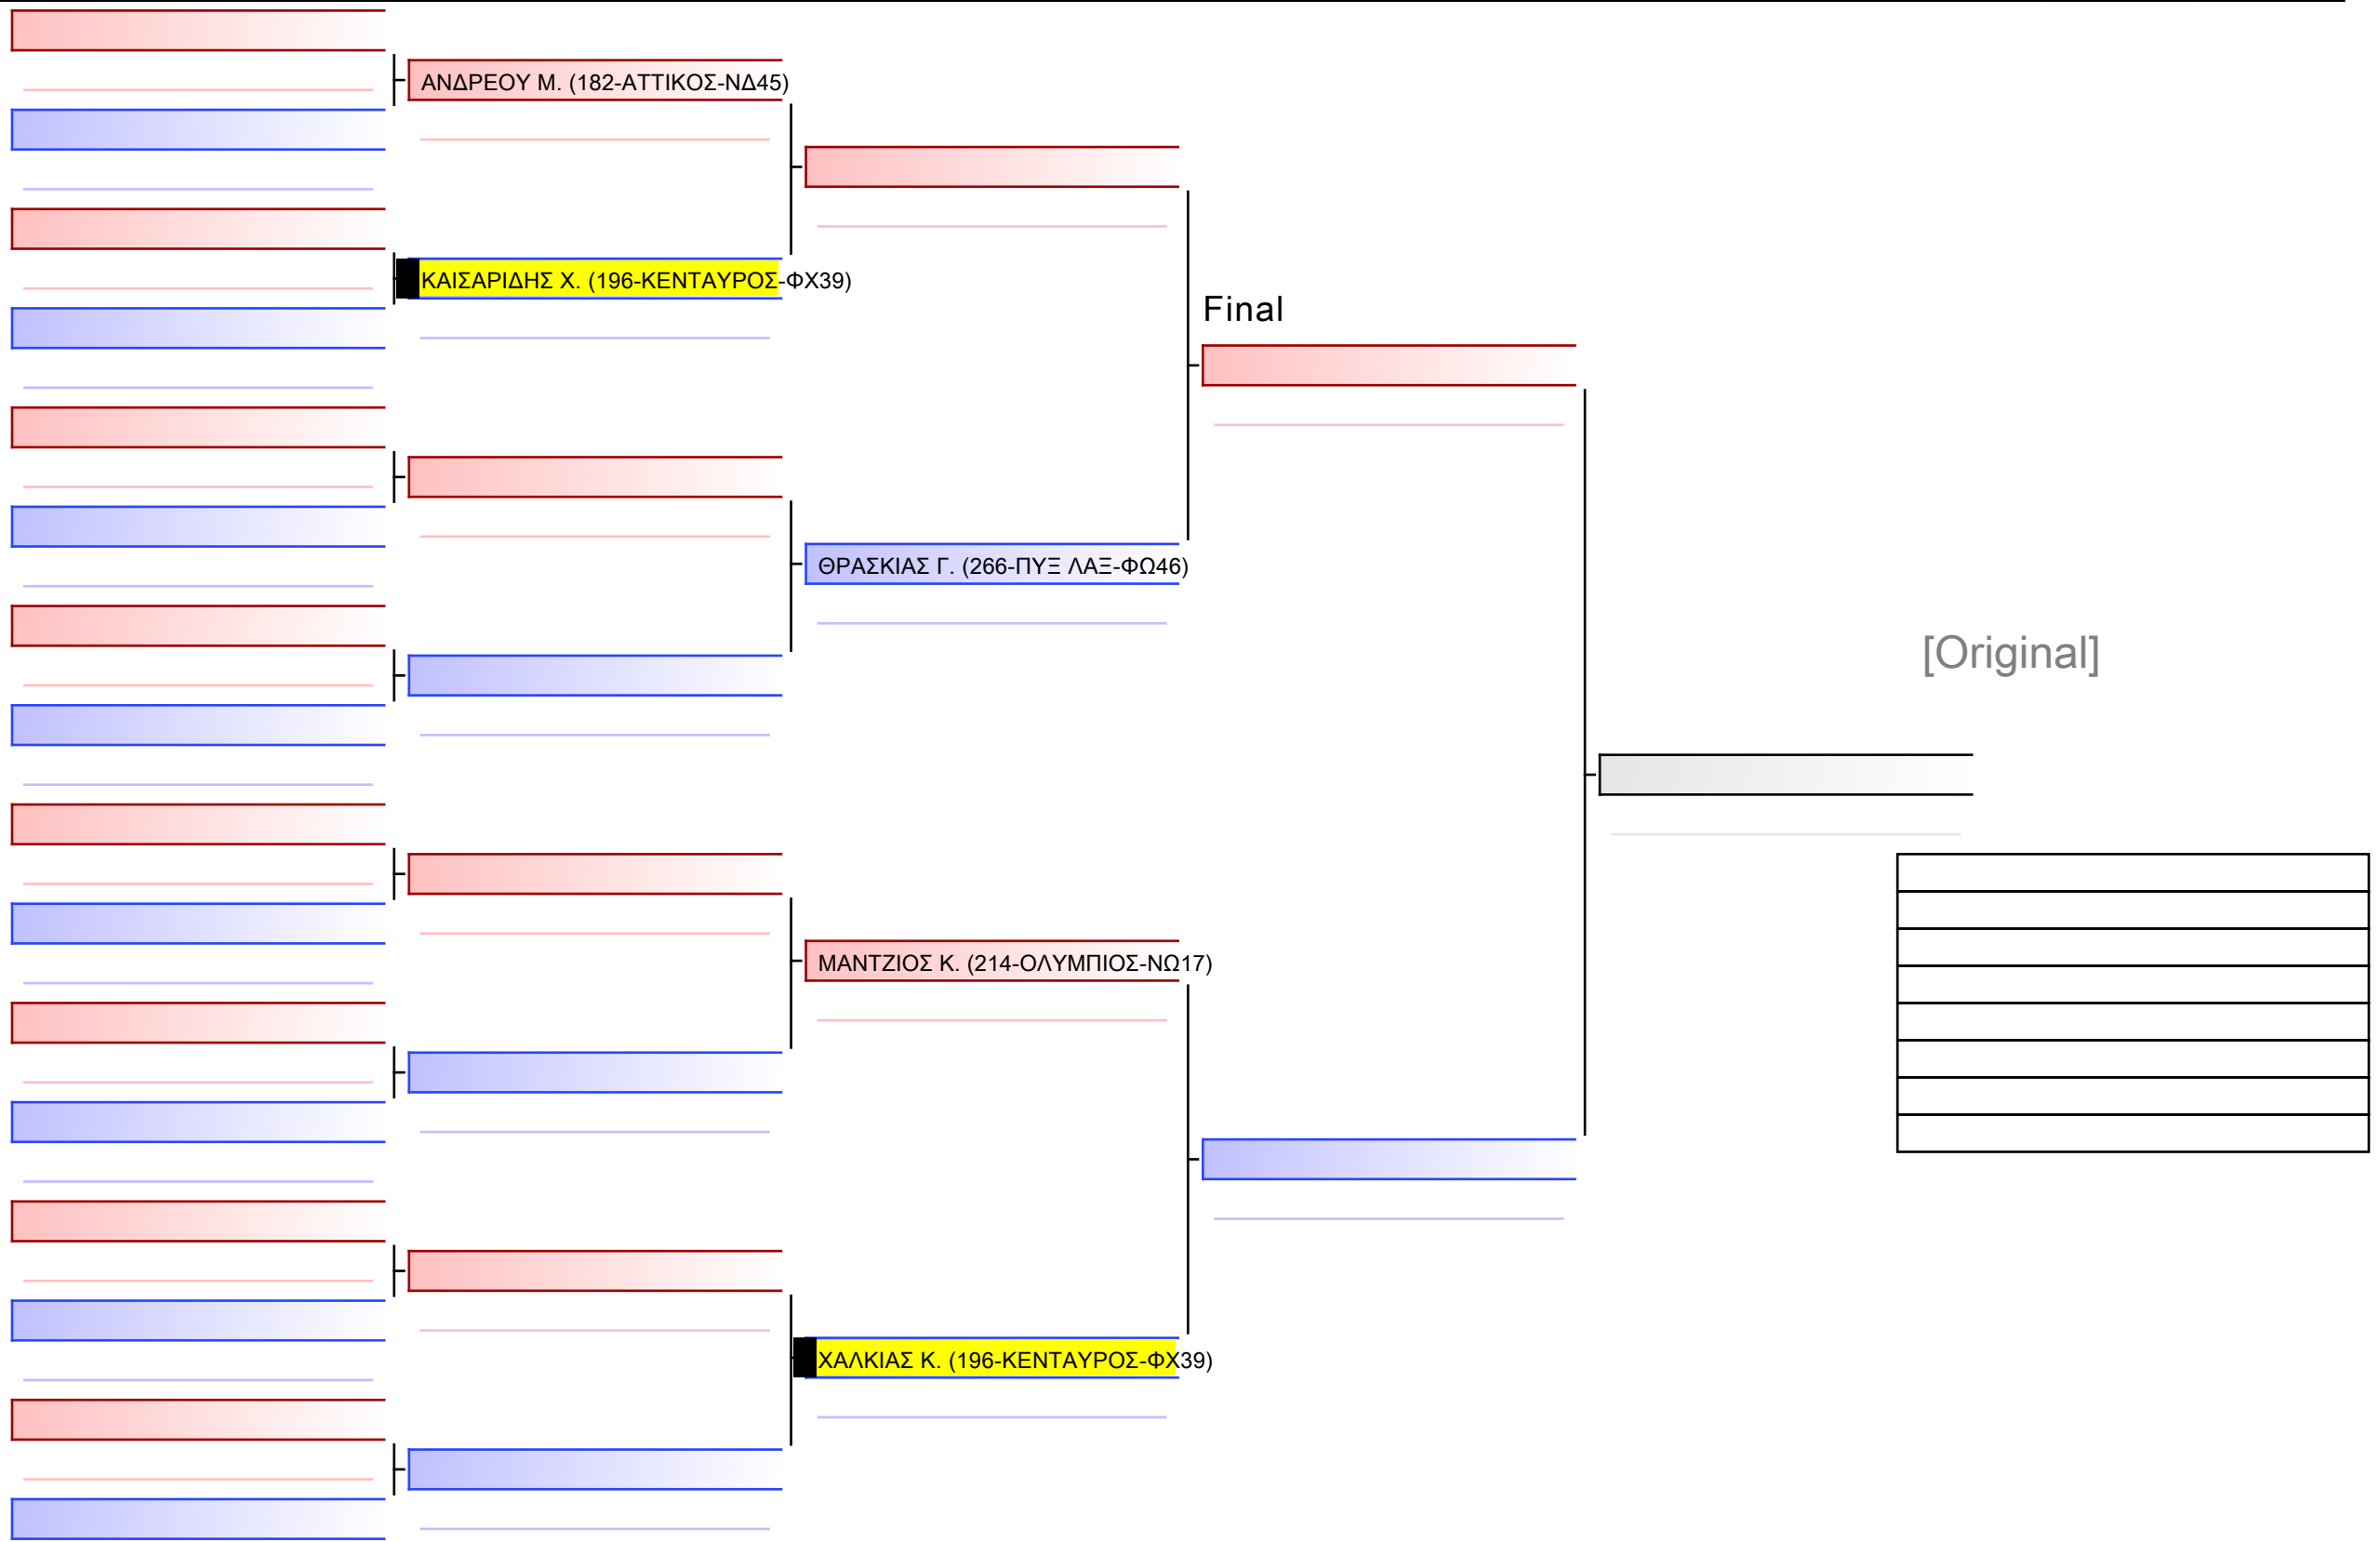 ΑΝΔΡΕΟΥ Μ. (182-ΑΤΤΙΚΟΣ-ΝΔ45)
ΚΑΙΣΑΡΙΔΗΣ Χ. (196-ΚΕΝΤΑΥΡΟΣ-ΦΧ39)
Final
ΘΡΑΣΚΙΑΣ Γ. (266-ΠΥΞ ΛΑΞ-ΦΩ46)
[Original]
ΜΑΝΤΖΙΟΣ Κ. (214-ΟΛΥΜΠΙΟΣ-ΝΩ17)
ΧΑΛΚΙΑΣ Κ. (196-ΚΕΝΤΑΥΡΟΣ-ΦΧ39)